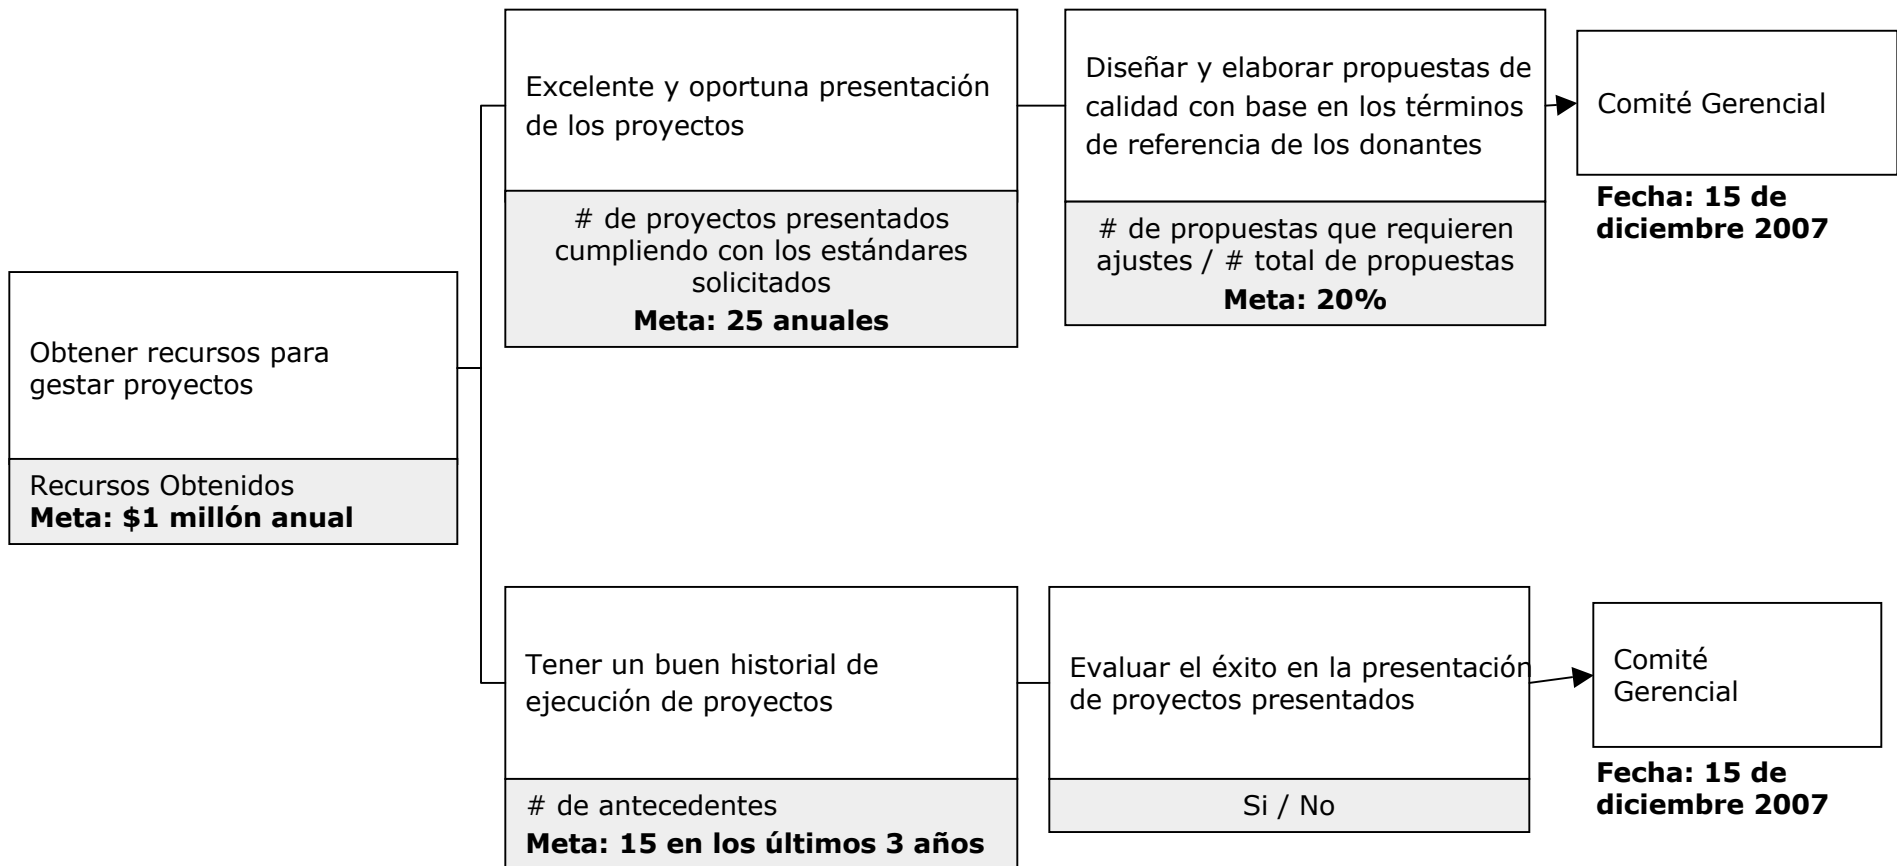 Excelente y oportuna presentación
de los proyectos
# de proyectos presentados
cumpliendo con los estándares
solicitados
Meta: 25 anuales
Diseñar y elaborar propuestas de
calidad con base en los términos
de referencia de los donantes
# de propuestas que requieren
ajustes / # total de propuestas
Meta: 20%
Comité Gerencial
Fecha: 15 de
diciembre 2007
Obtener recursos para
gestar proyectos
Recursos Obtenidos
Meta: $1 millón anual
Tener un buen historial de
ejecución de proyectos
# de antecedentes
Meta: 15 en los últimos 3 años
Evaluar el éxito en la presentación
de proyectos presentados
Si / No
Comité
Gerencial
Fecha: 15 de
diciembre 2007